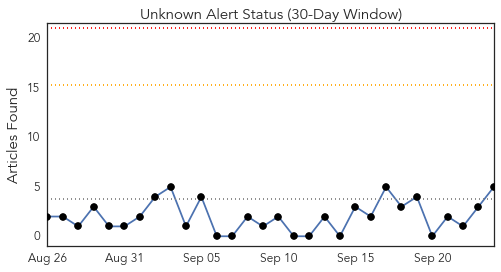 Unknown Alert Status (30-Day Window)
Articles Found
20
15
10
5
0
Aug 26 Aug 31 Sep 05 Sep 10 Sep 15 Sep 20